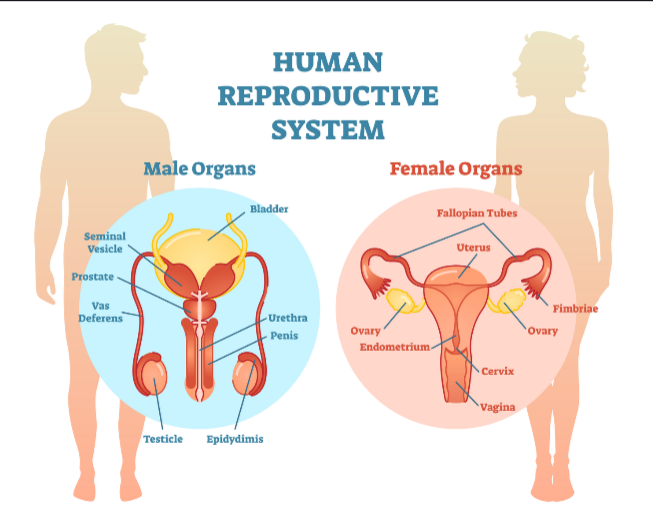 HUMAN
REPRODUCTIVE
SYSTEM
Male Organs
Bladder
Seminal
Vesicle
Prostate
Vas
Deferens
Urethra
Penis
Testicle
Epidydimis
Female Organs
Fallopian Tubes
Uterus
Fimbriae
Ovary
Ovary
Endometrium
Cervix
Vagina